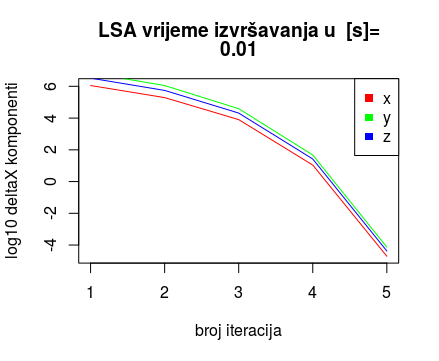 LSA vrijeme izvršavanja u  [s]=
0.01
log10 deltaX komponenti
6
4
2
0
-2
-4
x
y
z
1 2 3 4 5
broj iteracija